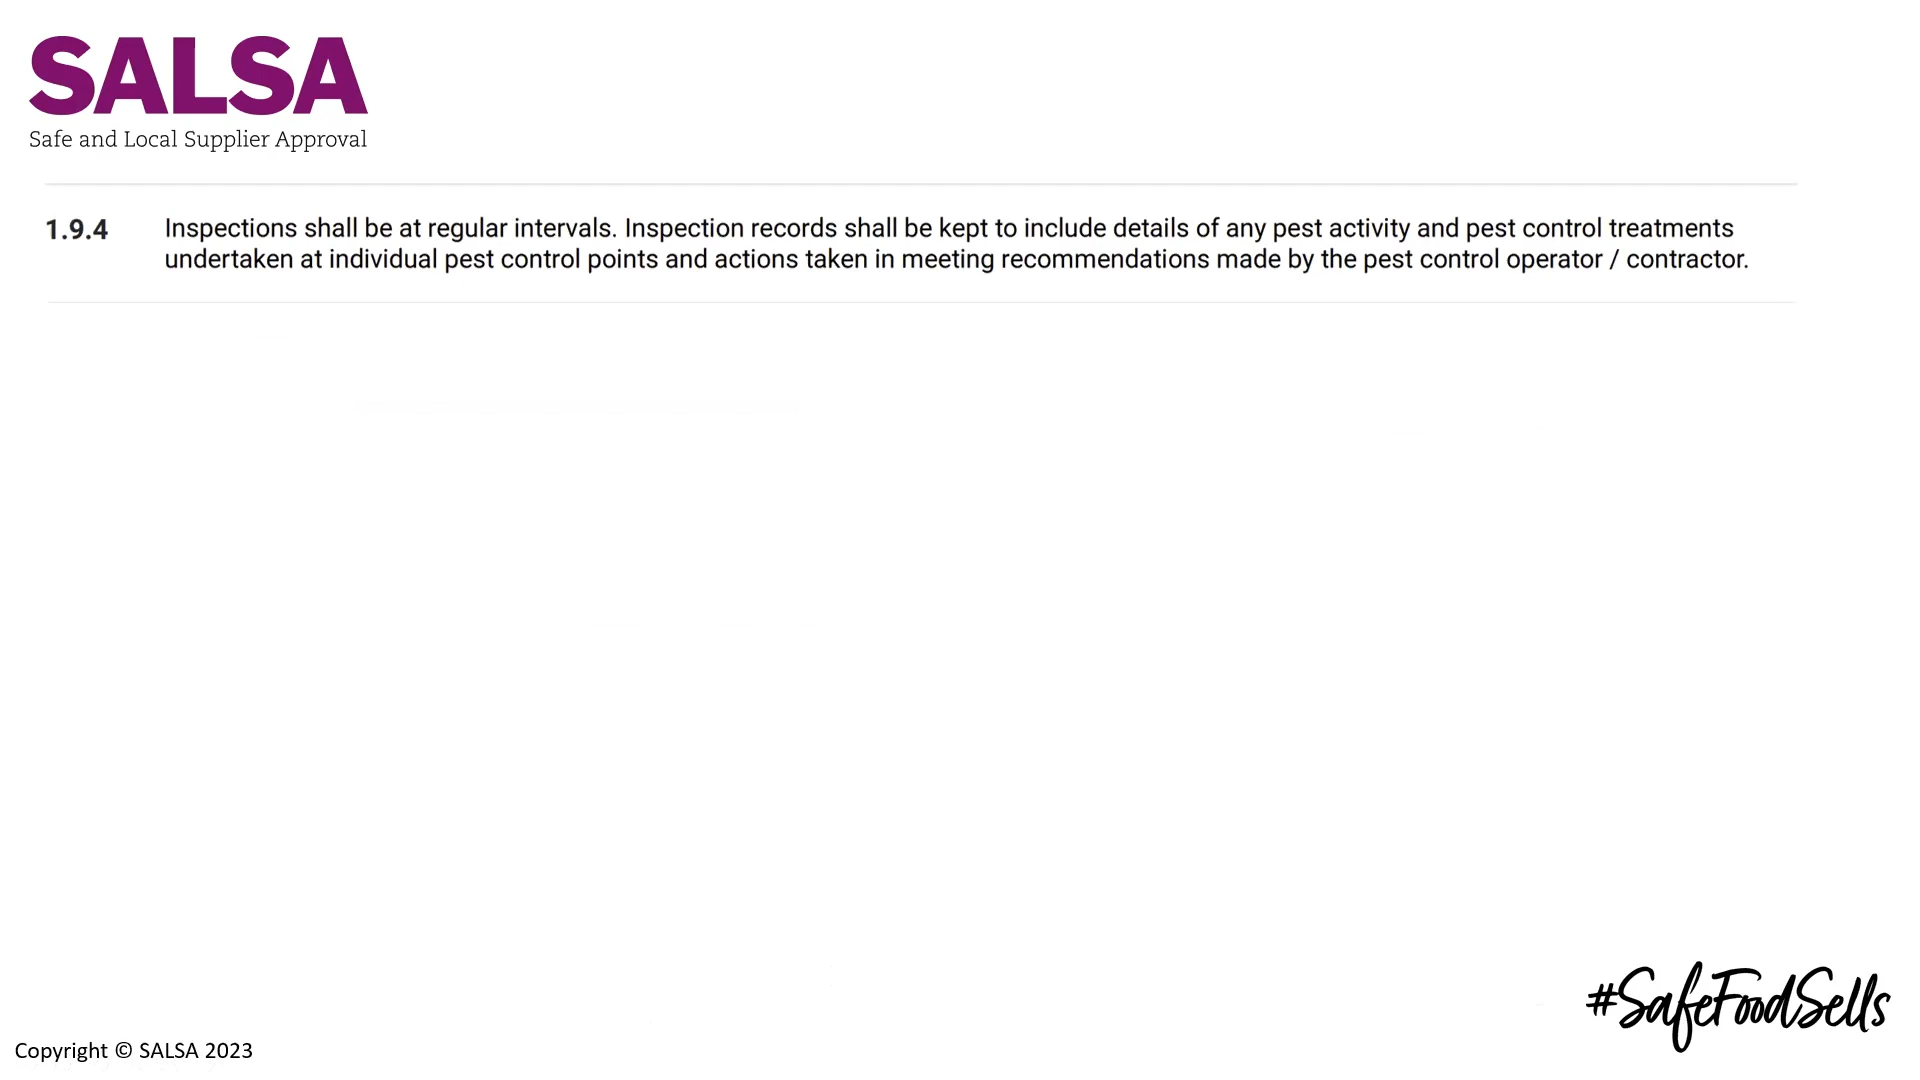 SALSA
Safe and Local Supplier Approval
1.9.4 Inspections shall be at regular intervals. Inspection records shall be kept to include details of any pest activity and pest control treatments
undertaken at individual pest control points and actions taken in meeting recommendations made by the pest control operator / contractor.
#SafeFoodSells
Copyright © SALSA 2023